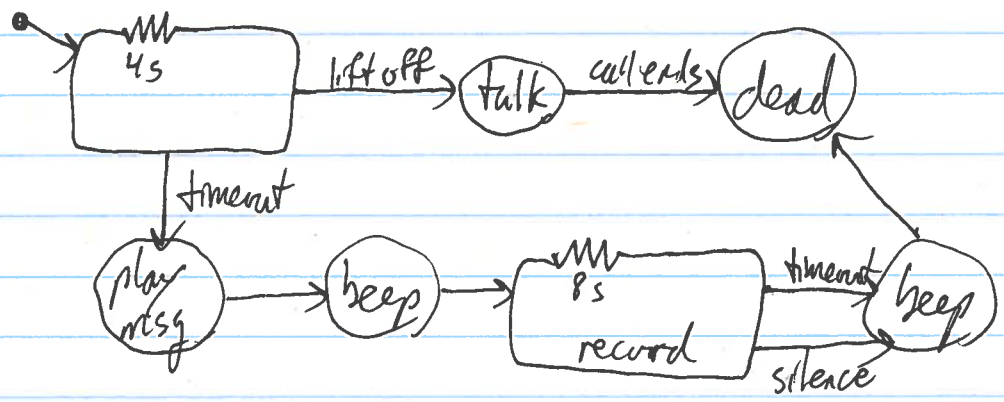 4s
lift off
talk
call ends
dead
timeout
play
msg
beep
8s
record
timeout
silence
beep